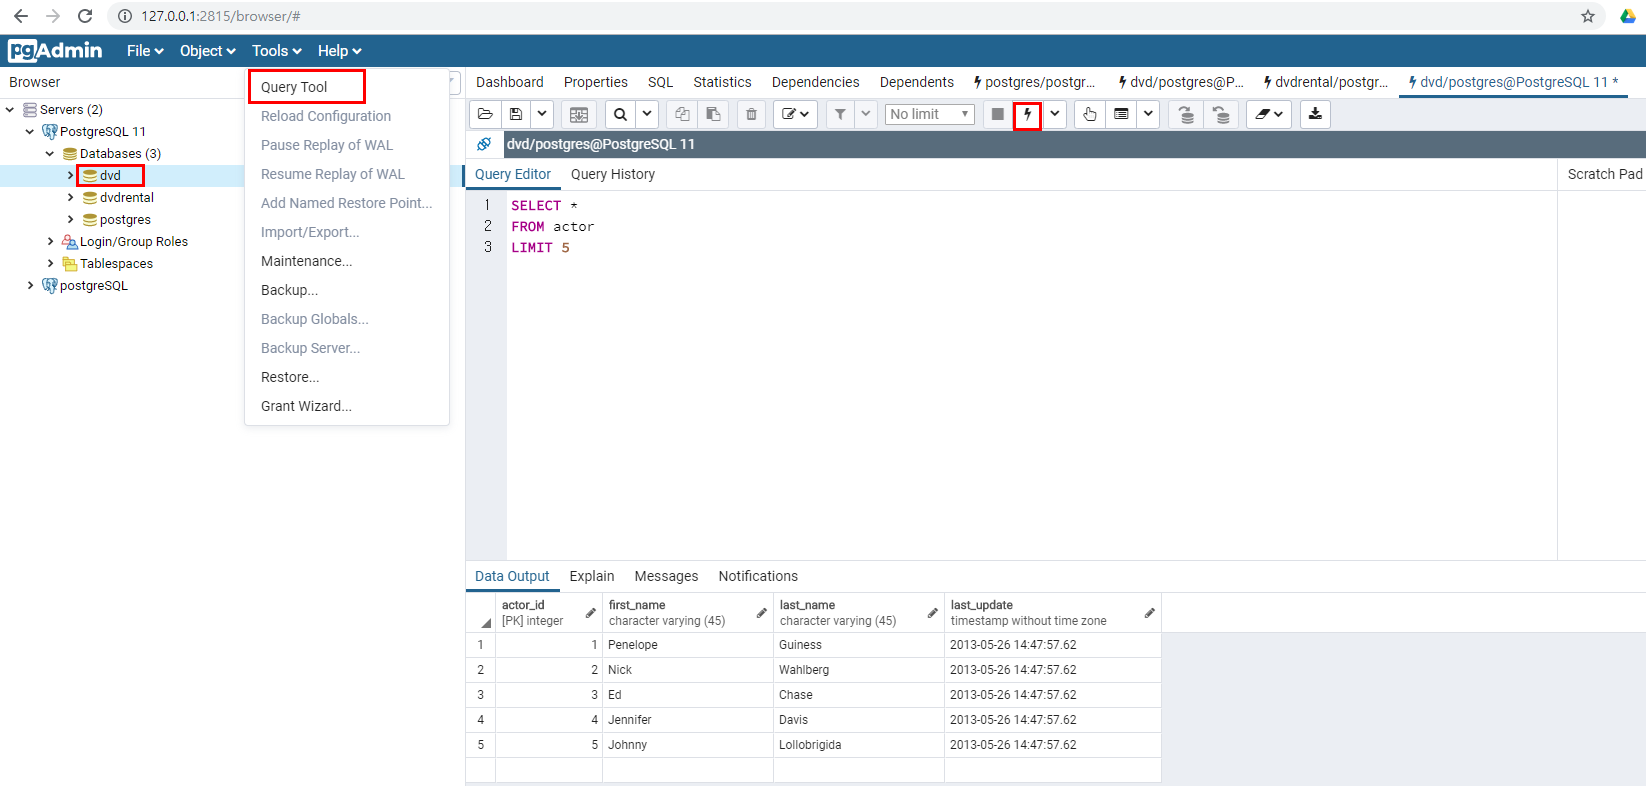 127.0.0.1:2815/browser/#
pgAdmin File Object Tools Help
Browser
Servers (2)
PostgreSQL 11
Databases (3)
dvd
dvdrental
postgres
Login/Group Roles
Tablespaces
postgreSQL
Query Tool
Reload Configuration
Pause Replay of WAL
Resume Replay of WAL
Add Named Restore Point...
Import/Export...
Maintenance...
Backup...
Backup Globals...
Backup Server...
Restore...
Grant Wizard...
Dashboard Properties SQL Statistics Dependencies Dependents postgres/postgr... dvd/postgres@P... dvdrental/postgr... dvd/postgres@PostgreSQL 11 *
No limit
dvd/postgres@PostgreSQL 11
Query Editor Query History Scratch Pad
1 SELECT *
2 FROM actor
3 LIMIT 5
Data Output Explain Messages Notifications
actor_id first_name last_name last_update
[PK] integer character varying (45) character varying (45) timestamp without time zone
1 1 Penelope Guiness 2013-05-26 14:47:57.62
2 2 Nick Wahlberg 2013-05-26 14:47:57.62
3 3 Ed Chase 2013-05-26 14:47:57.62
4 4 Jennifer Davis 2013-05-26 14:47:57.62
5 5 Johnny Lollobrigida 2013-05-26 14:47:57.62